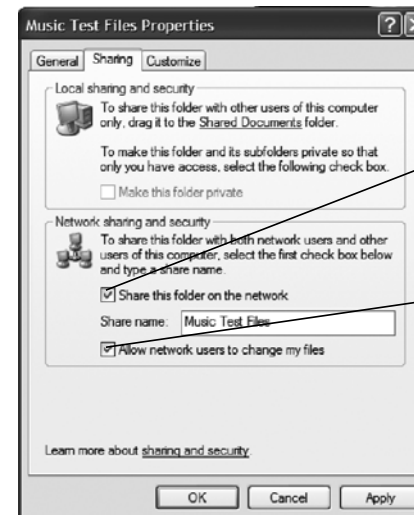 Music Test Files Properties
General Sharing Customize
Local sharing and security
To share this folder with other users of this computer
only, drag it to the Shared Documents folder.
To make this folder and its subfolders private so that
only you have access, select the following check box.
Make this folder private
Network sharing and security
To share this folder with both network users and other
users of this computer, select the first check box below
and type a share name.
Share this folder on the network
Share name: Music Test Files
Allow network users to change my files
Learn more about sharing and security.
OK Cancel Apply